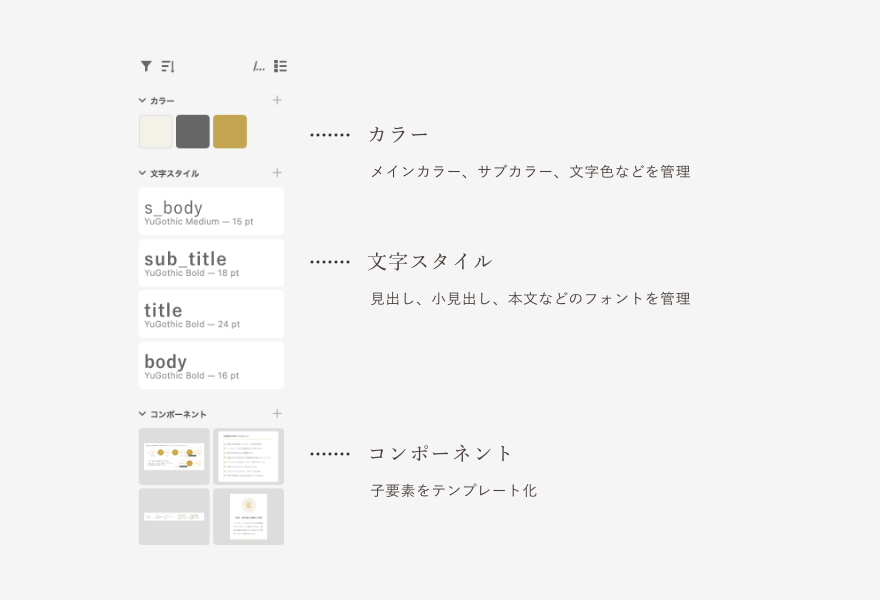 /...
カラー
カラー
メインカラー、サブカラー、文字色などを管理
文字スタイル
s_body
YuGothic Medium — 15 pt
sub_title
YuGothic Bold — 18 pt
文字スタイル
見出し、小見出し、本文などのフォントを管理
title
YuGothic Bold — 24 pt
body
YuGothic Bold — 16 pt
コンポーネント
コンポーネント
子要素をテンプレート化